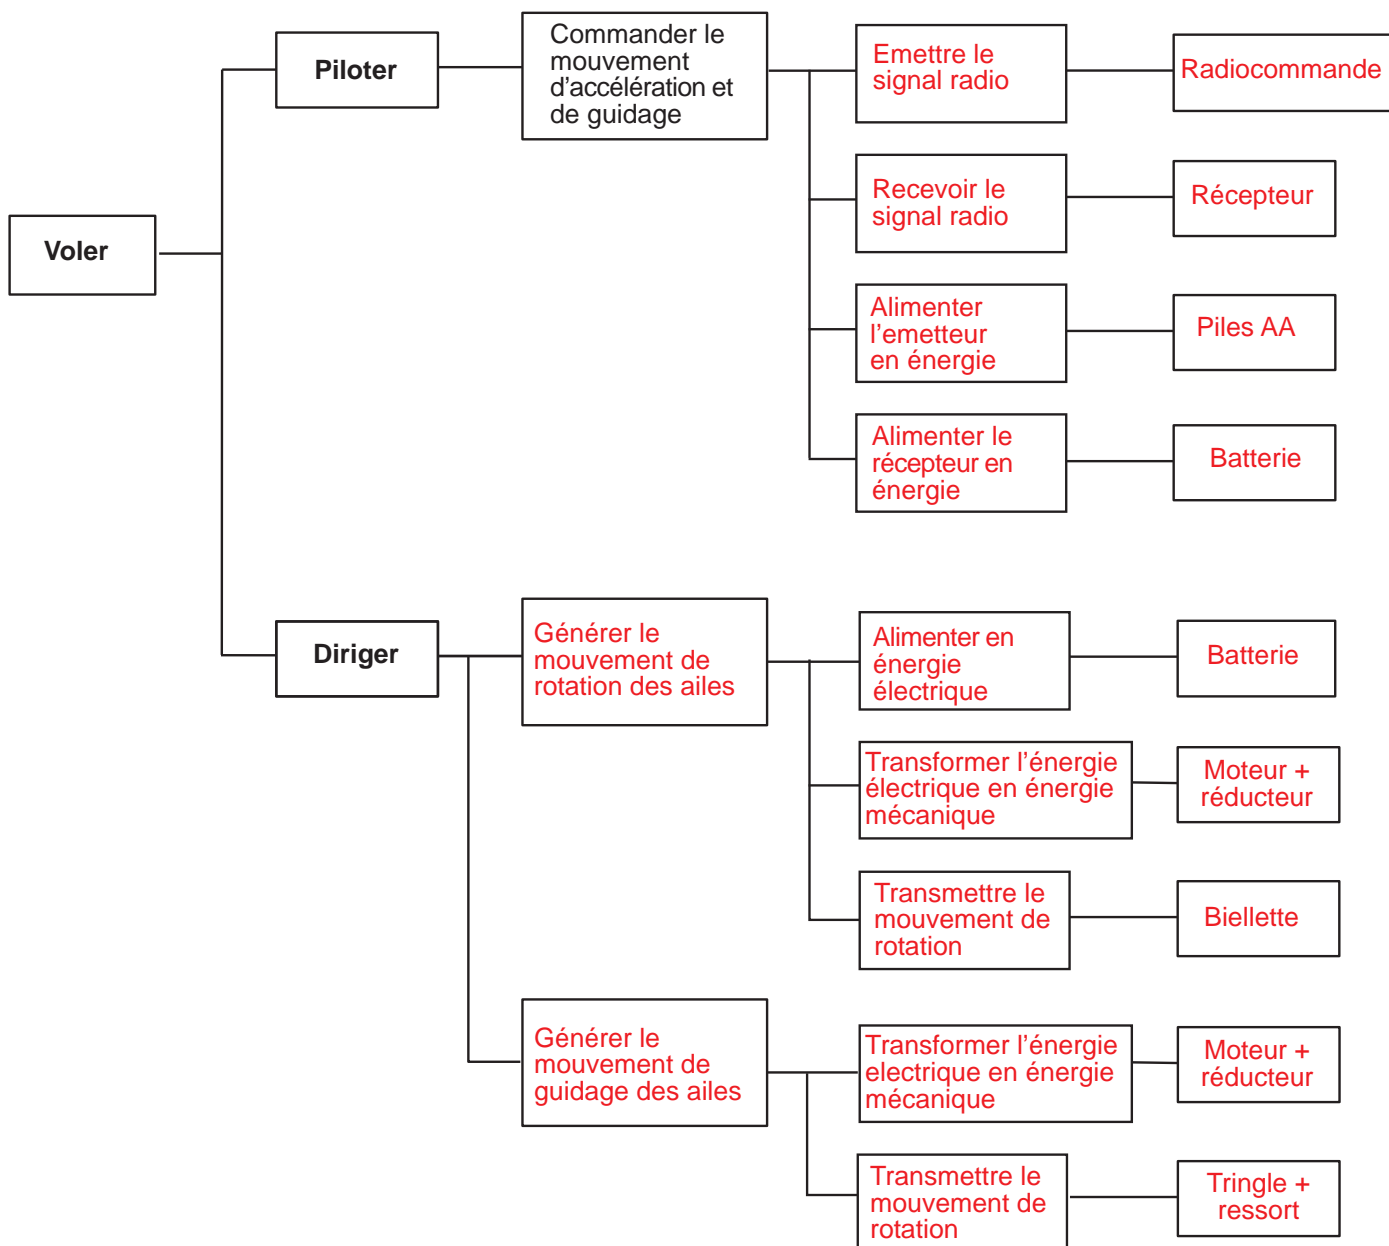 Voler
Piloter
Commander le
mouvement
d'accélération et
de guidage
Emettre le
signal radio
Radiocommande
Recevoir le
signal radio
Récepteur
Alimenter
l'emetteur
en énergie
Piles AA
Alimenter le
récepteur en
énergie
Batterie
Diriger
Générer le
mouvement de
rotation des ailes
Alimenter en
énergie
électrique
Batterie
Transformer l'énergie
électrique en énergie
mécanique
Moteur +
réducteur
Transmettre le
mouvement de
rotation
Biellette
Générer le
mouvement de
guidage des ailes
Transformer l'énergie
electrique en énergie
mécanique
Moteur +
réducteur
Transmettre le
mouvement de
rotation
Tringle +
ressort